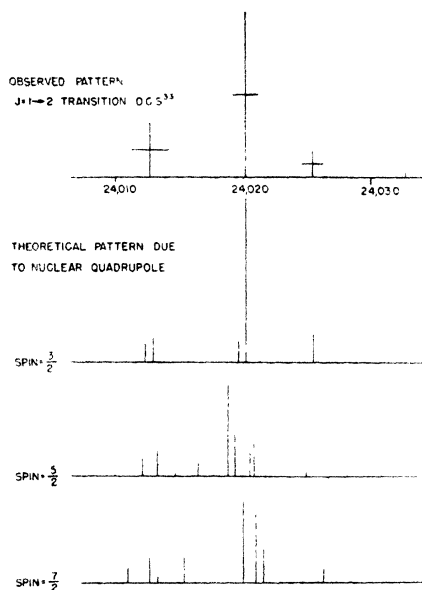 OBSERVED PATTERN
J=1→2 TRANSITION OCS³³
24,010 24,020 24,030
THEORETICAL PATTERN DUE
TO NUCLEAR QUADRUPOLE
SPIN=3/2
SPIN=5/2
SPIN=7/2